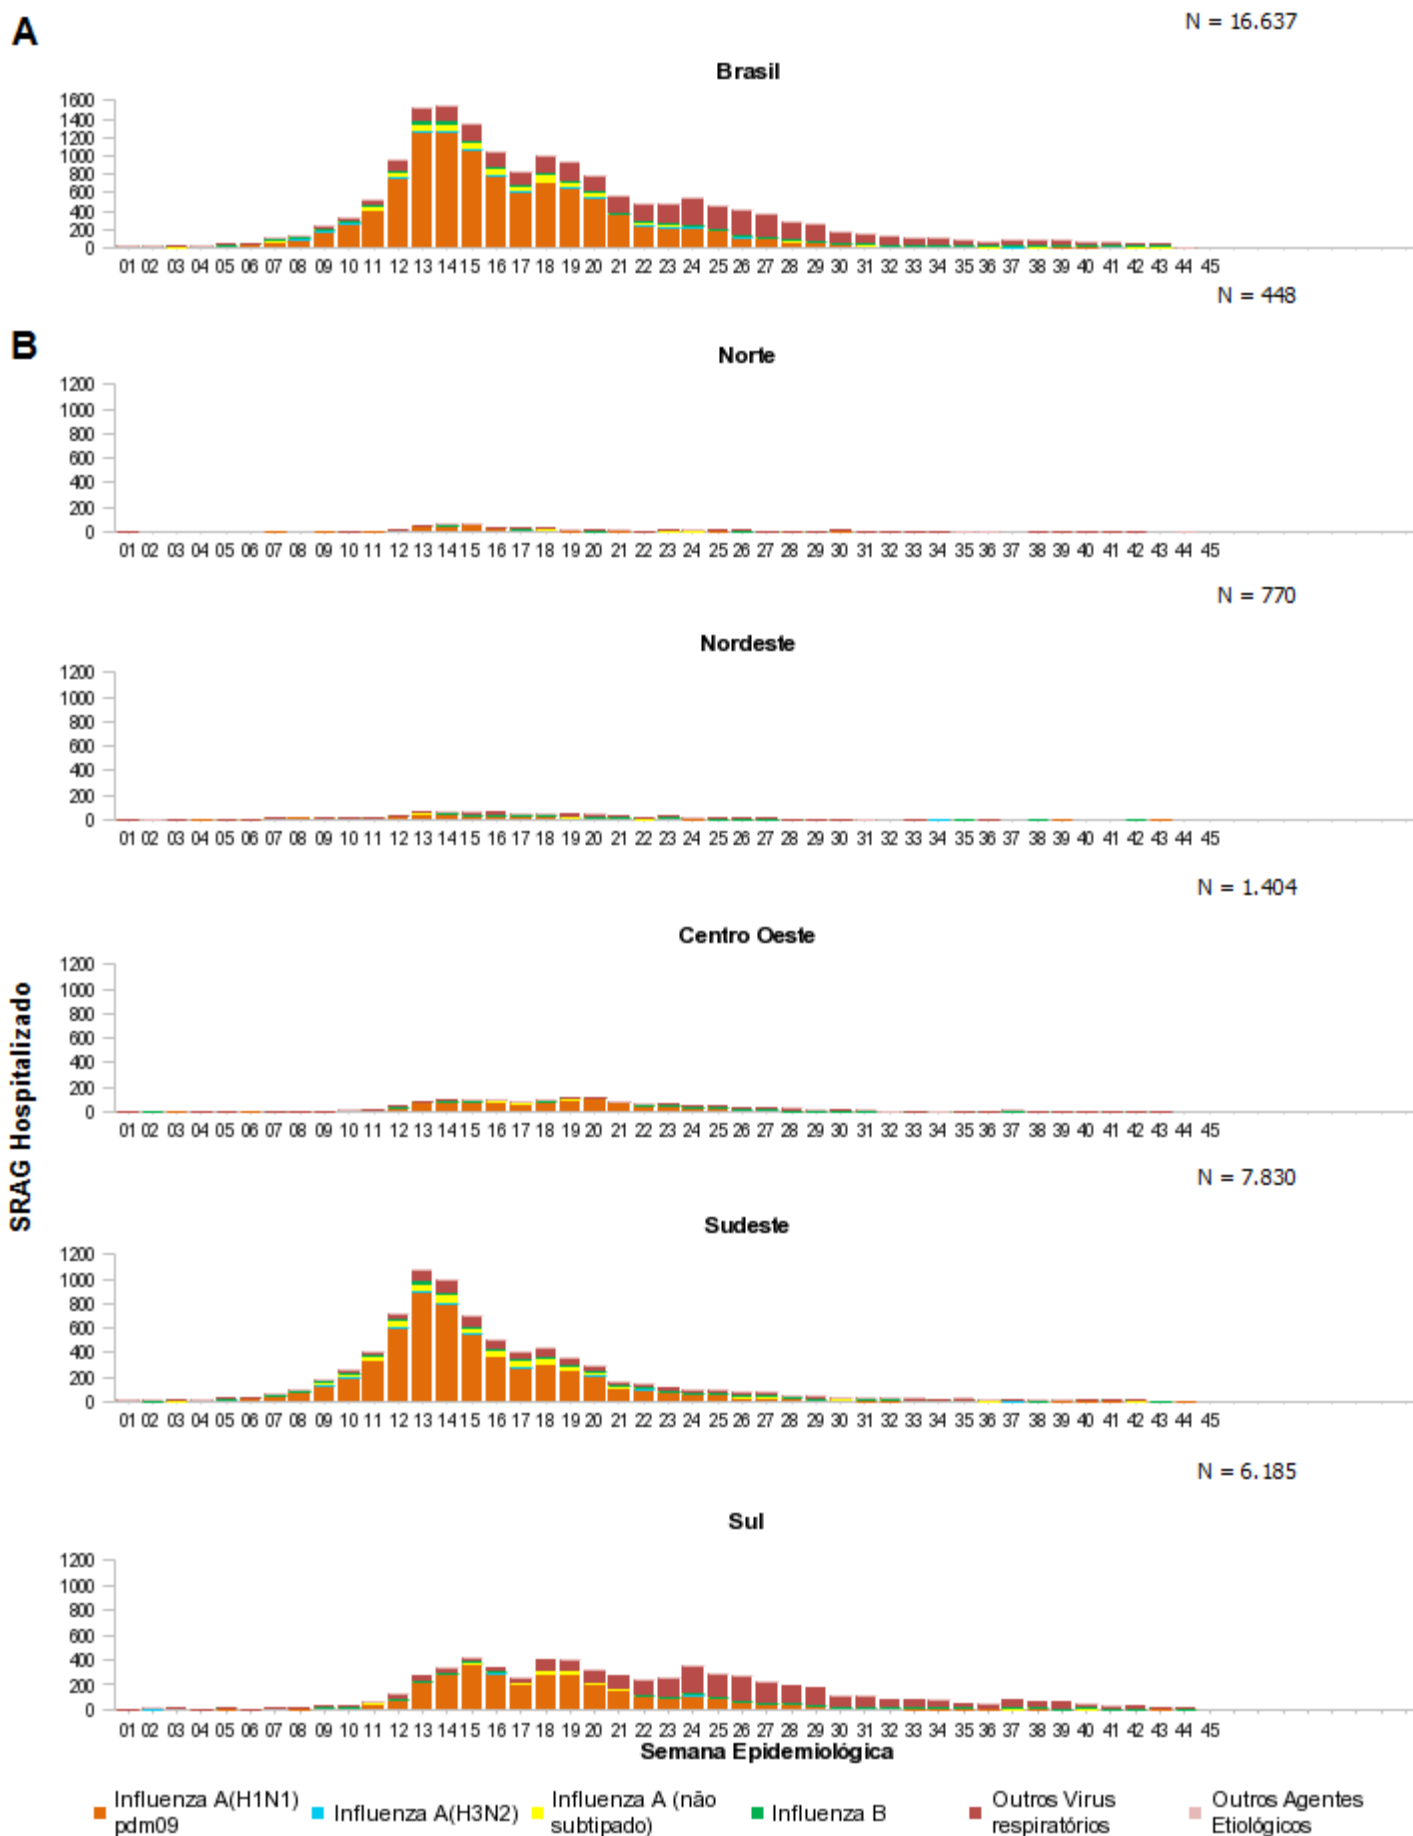 A
N = 16.637
Brasil
1600
1400
1200
1000
800
600
400
200
0
01 02 03 04 05 06 07 08 09 10 11 12 13 14 15 16 17 18 19 20 21 22 23 24 25 26 27 28 29 30 31 32 33 34 35 36 37 38 39 40 41 42 43 44 45
N = 448
B
Norte
1200
1000
800
600
400
200
0
01 02 03 04 05 06 07 08 09 10 11 12 13 14 15 16 17 18 19 20 21 22 23 24 25 26 27 28 29 30 31 32 33 34 35 36 37 38 39 40 41 42 43 44 45
N = 770
Nordeste
1200
1000
800
600
400
200
0
01 02 03 04 05 06 07 08 09 10 11 12 13 14 15 16 17 18 19 20 21 22 23 24 25 26 27 28 29 30 31 32 33 34 35 36 37 38 39 40 41 42 43 44 45
N = 1.404
Centro Oeste
1200
1000
800
600
400
200
0
01 02 03 04 05 06 07 08 09 10 11 12 13 14 15 16 17 18 19 20 21 22 23 24 25 26 27 28 29 30 31 32 33 34 35 36 37 38 39 40 41 42 43 44 45
SRAG Hospitalizado
N = 7.830
Sudeste
1200
1000
800
600
400
200
0
01 02 03 04 05 06 07 08 09 10 11 12 13 14 15 16 17 18 19 20 21 22 23 24 25 26 27 28 29 30 31 32 33 34 35 36 37 38 39 40 41 42 43 44 45
N = 6.185
Sul
1200
1000
800
600
400
200
0
01 02 03 04 05 06 07 08 09 10 11 12 13 14 15 16 17 18 19 20 21 22 23 24 25 26 27 28 29 30 31 32 33 34 35 36 37 38 39 40 41 42 43 44 45
Semana Epidemiológica
Influenza A(H1N1)
pdm09
Influenza A(H3N2)
Influenza A (não
subtipado)
Influenza B
Outros Virus
respiratórios
Outros Agentes
Etiológicos